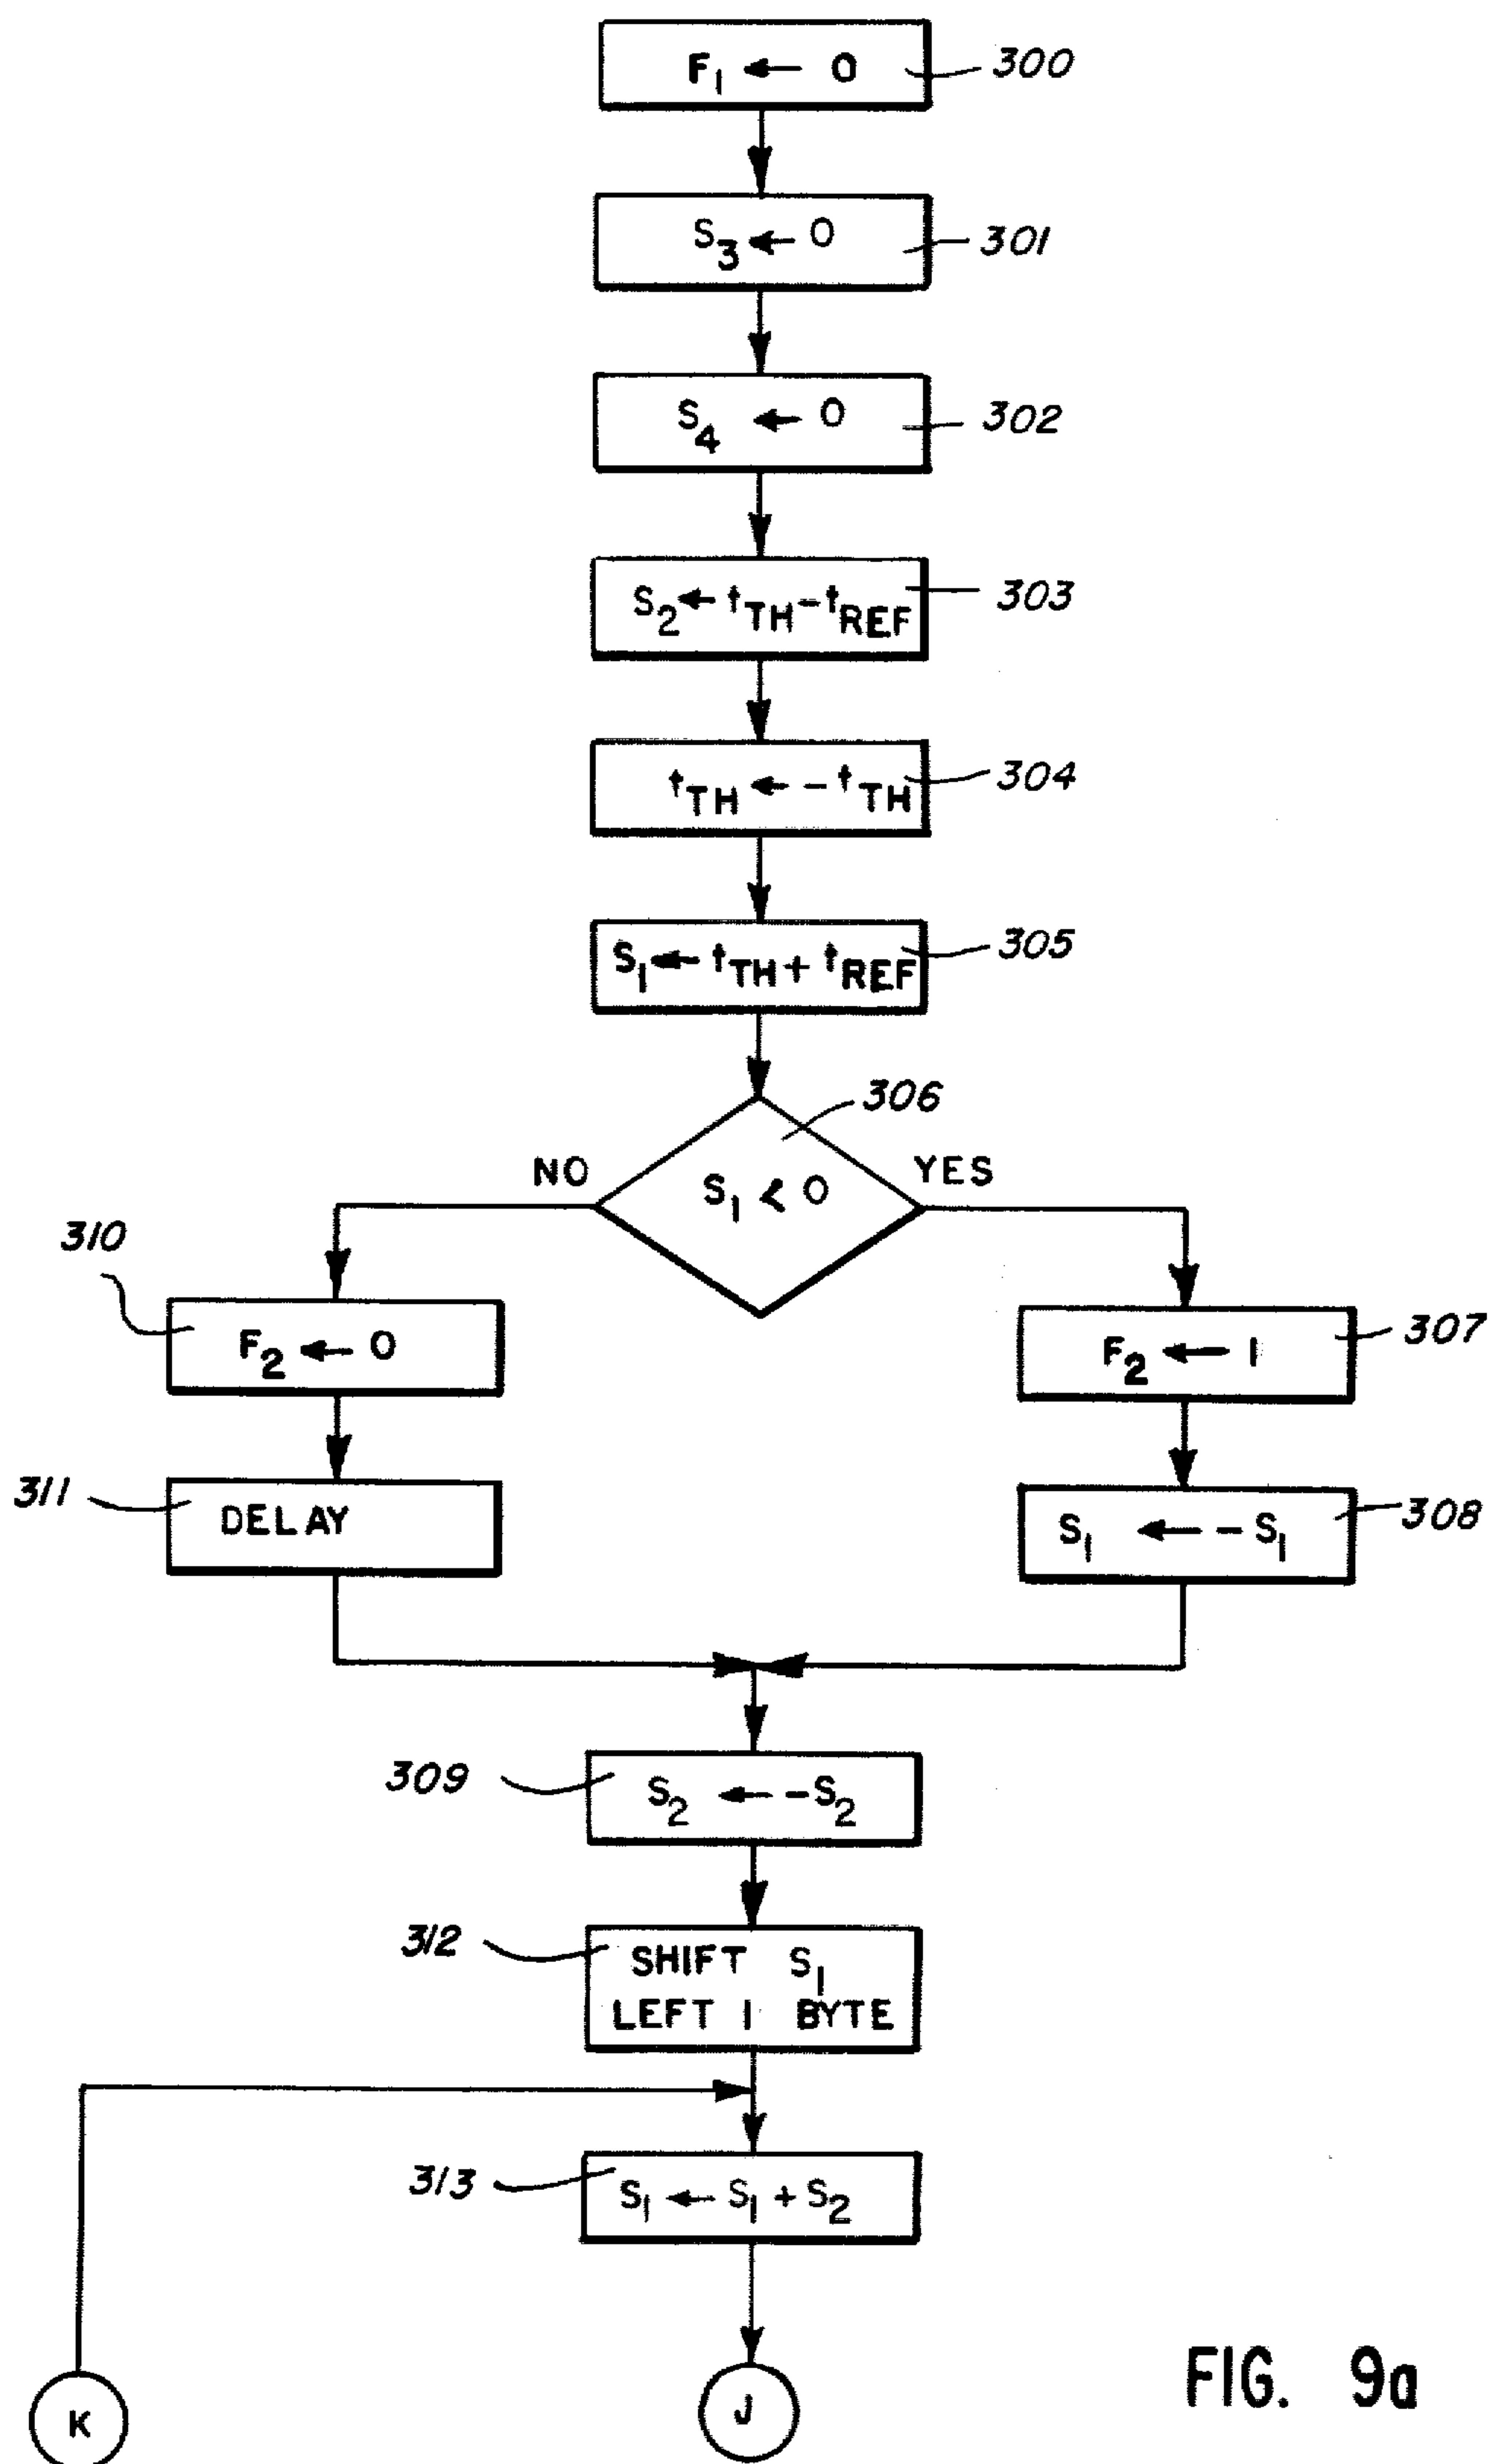 F₁ ← 0 300
S₃ ← 0 301
S₄ ← 0 302
S₂ ← tTH - tREF 303
tTH ← - tTH 304
S₁ ← tTH + tREF 305
306
NO S₁ < 0 YES
310
F₂ ← 0
F₂ ← 1 307
311 DELAY
S₁ ← - S₁ 308
309 S₂ ← - S₂
312 SHIFT S₁
LEFT 1 BYTE
313 S₁ ← S₁ + S₂
K
J
FIG. 9a